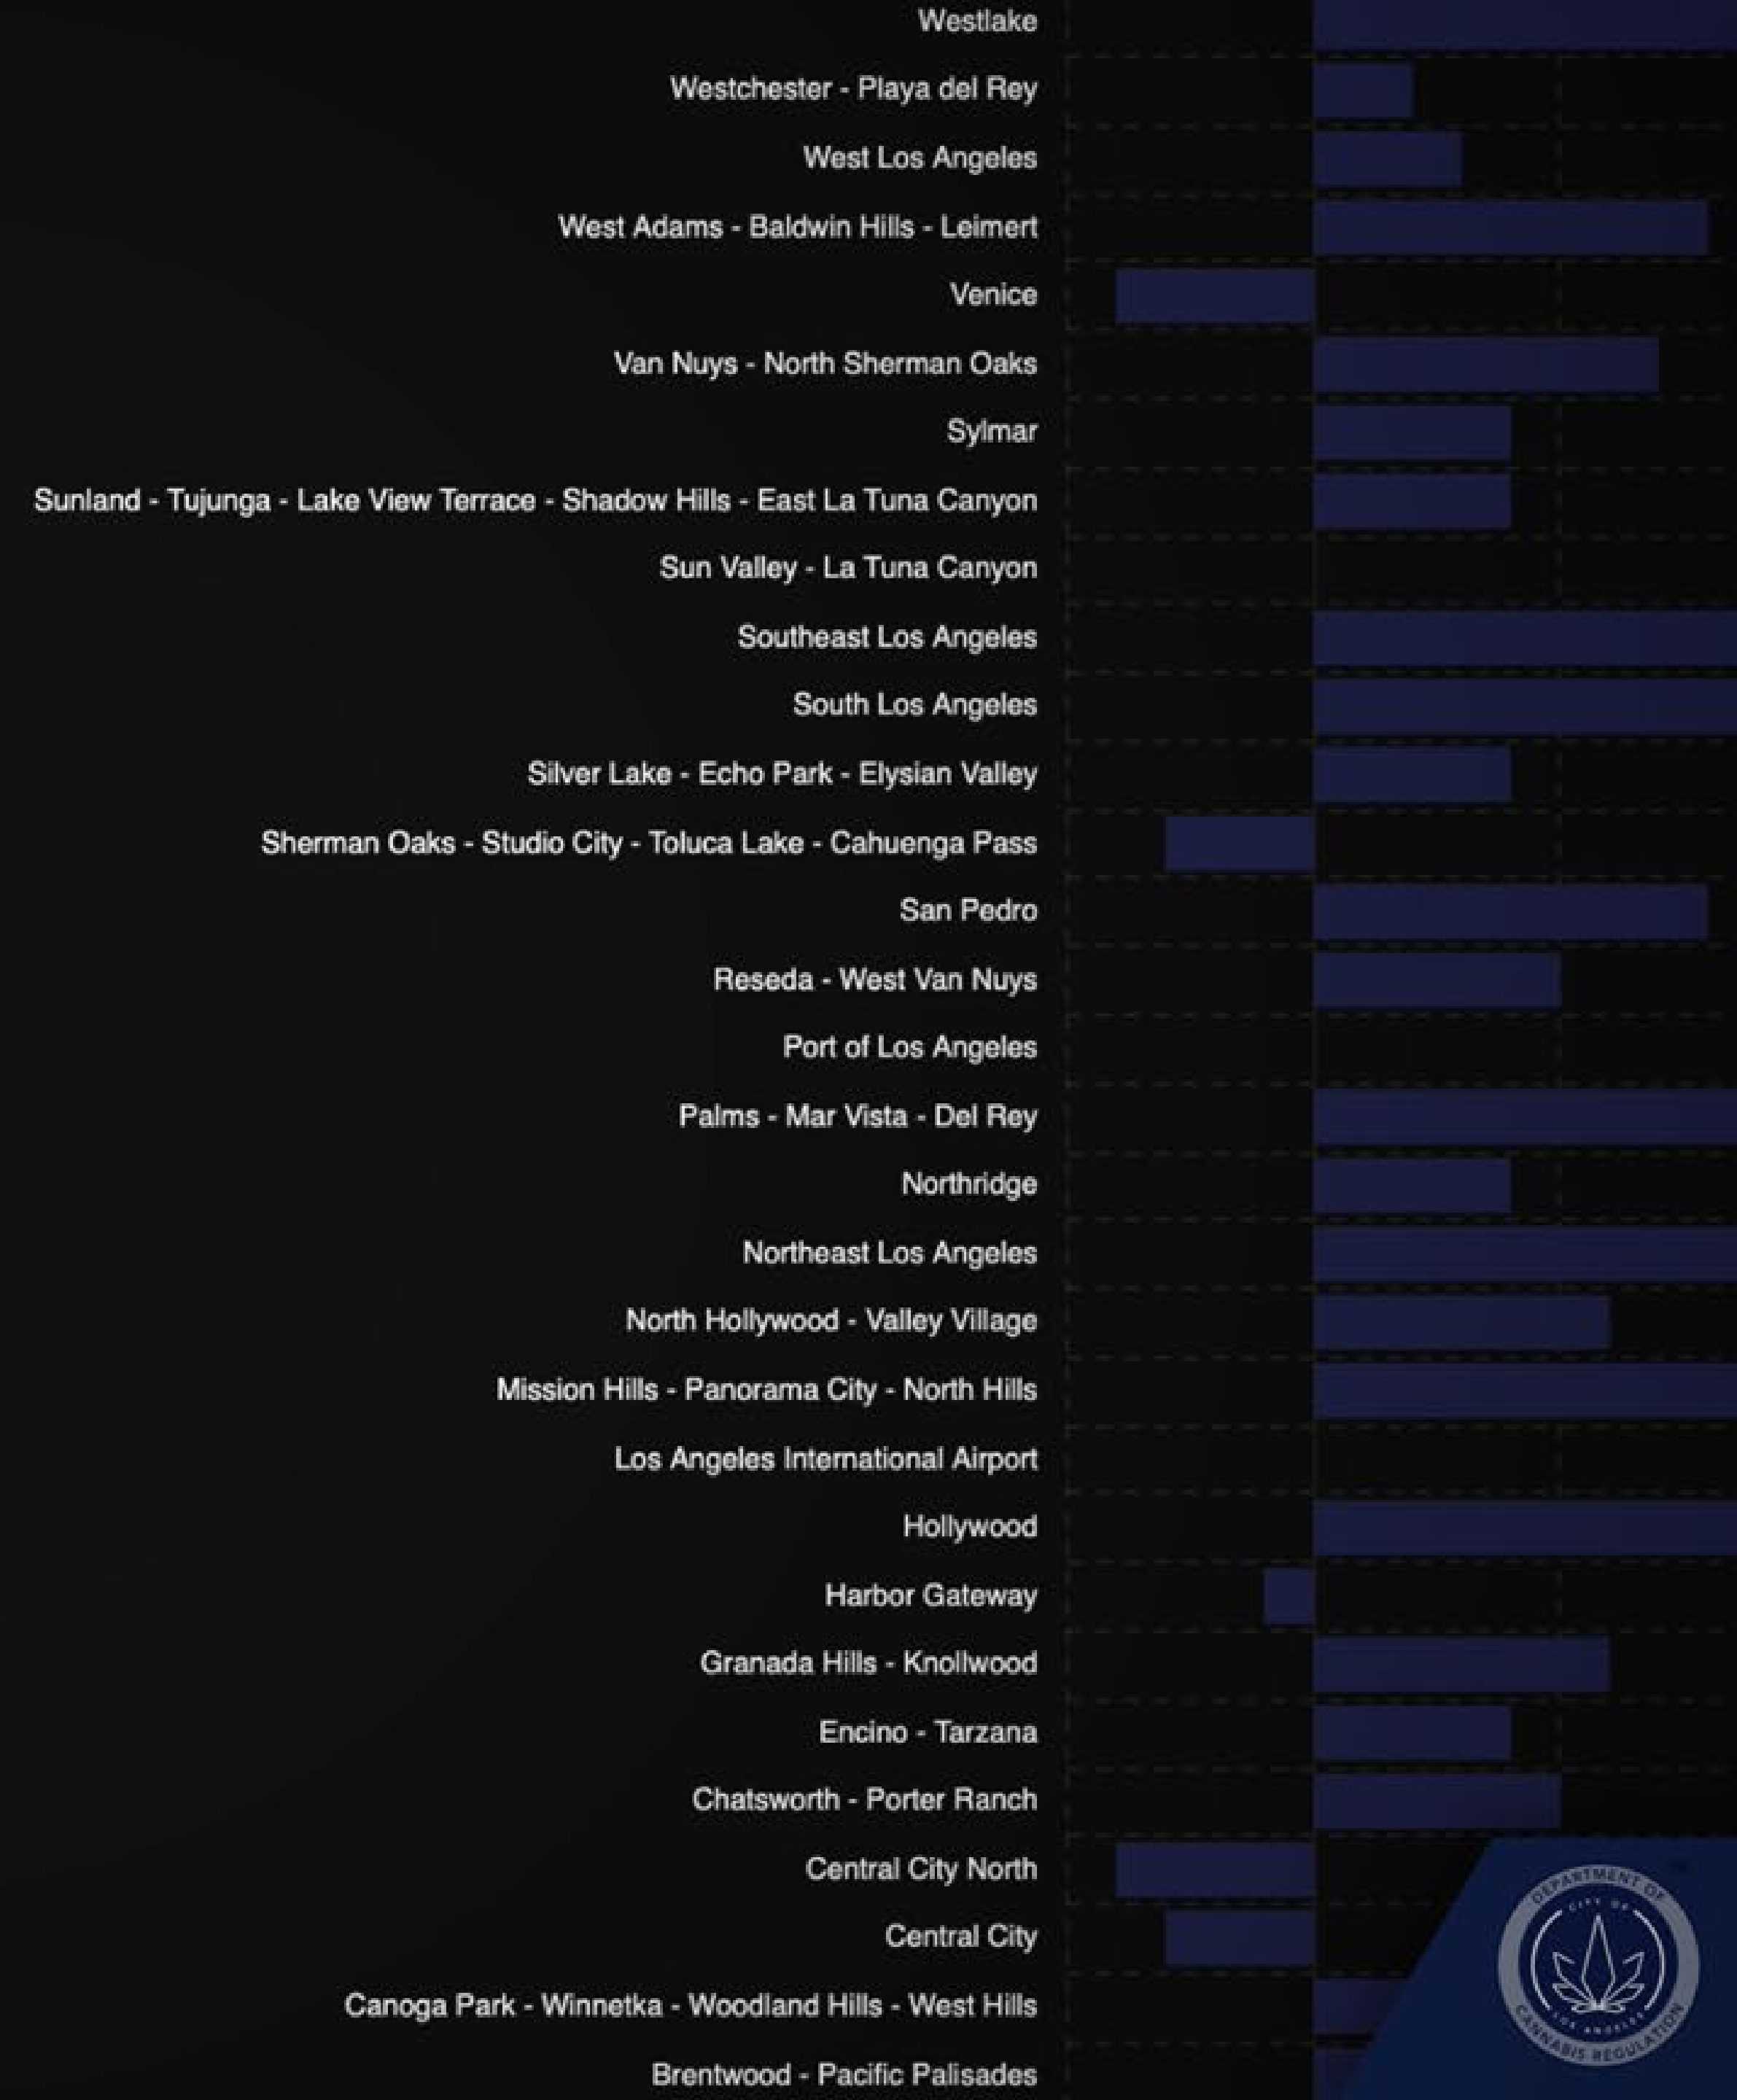 Westlake
Westchester - Playa del Rey
West Los Angeles
West Adams - Baldwin Hills - Leimert
Venice
Van Nuys - North Sherman Oaks
Sylmar
Sunland - Tujunga - Lake View Terrace - Shadow Hills - East La Tuna Canyon
Sun Valley - La Tuna Canyon
Southeast Los Angeles
South Los Angeles
Silver Lake - Echo Park - Elysian Valley
Sherman Oaks - Studio City - Toluca Lake - Cahuenga Pass
San Pedro
Reseda - West Van Nuys
Port of Los Angeles
Palms - Mar Vista - Del Rey
Northridge
Northeast Los Angeles
North Hollywood - Valley Village
Mission Hills - Panorama City - North Hills
Los Angeles International Airport
Hollywood
Harbor Gateway
Granada Hills - Knollwood
Encino - Tarzana
Chatsworth - Porter Ranch
Central City North
Central City
Canoga Park - Winnetka - Woodland Hills - West Hills
Brentwood - Pacific Palisades
DEPARTMENT OF
CITY OF
LOS ANGELES
CANNABIS REGULATION